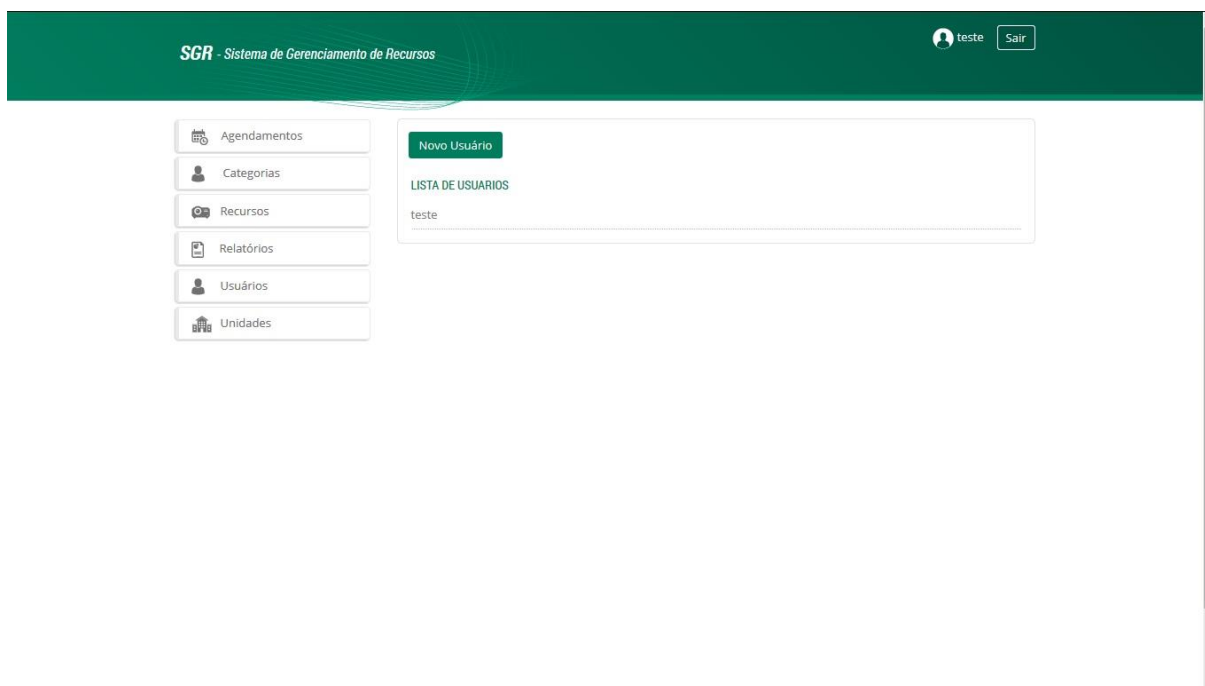 SGR - Sistema de Gerenciamento de Recursos
teste
Sair
Agendamentos
Categorias
Recursos
Relatórios
Usuários
Unidades
Novo Usuário
LISTA DE USUARIOS
teste